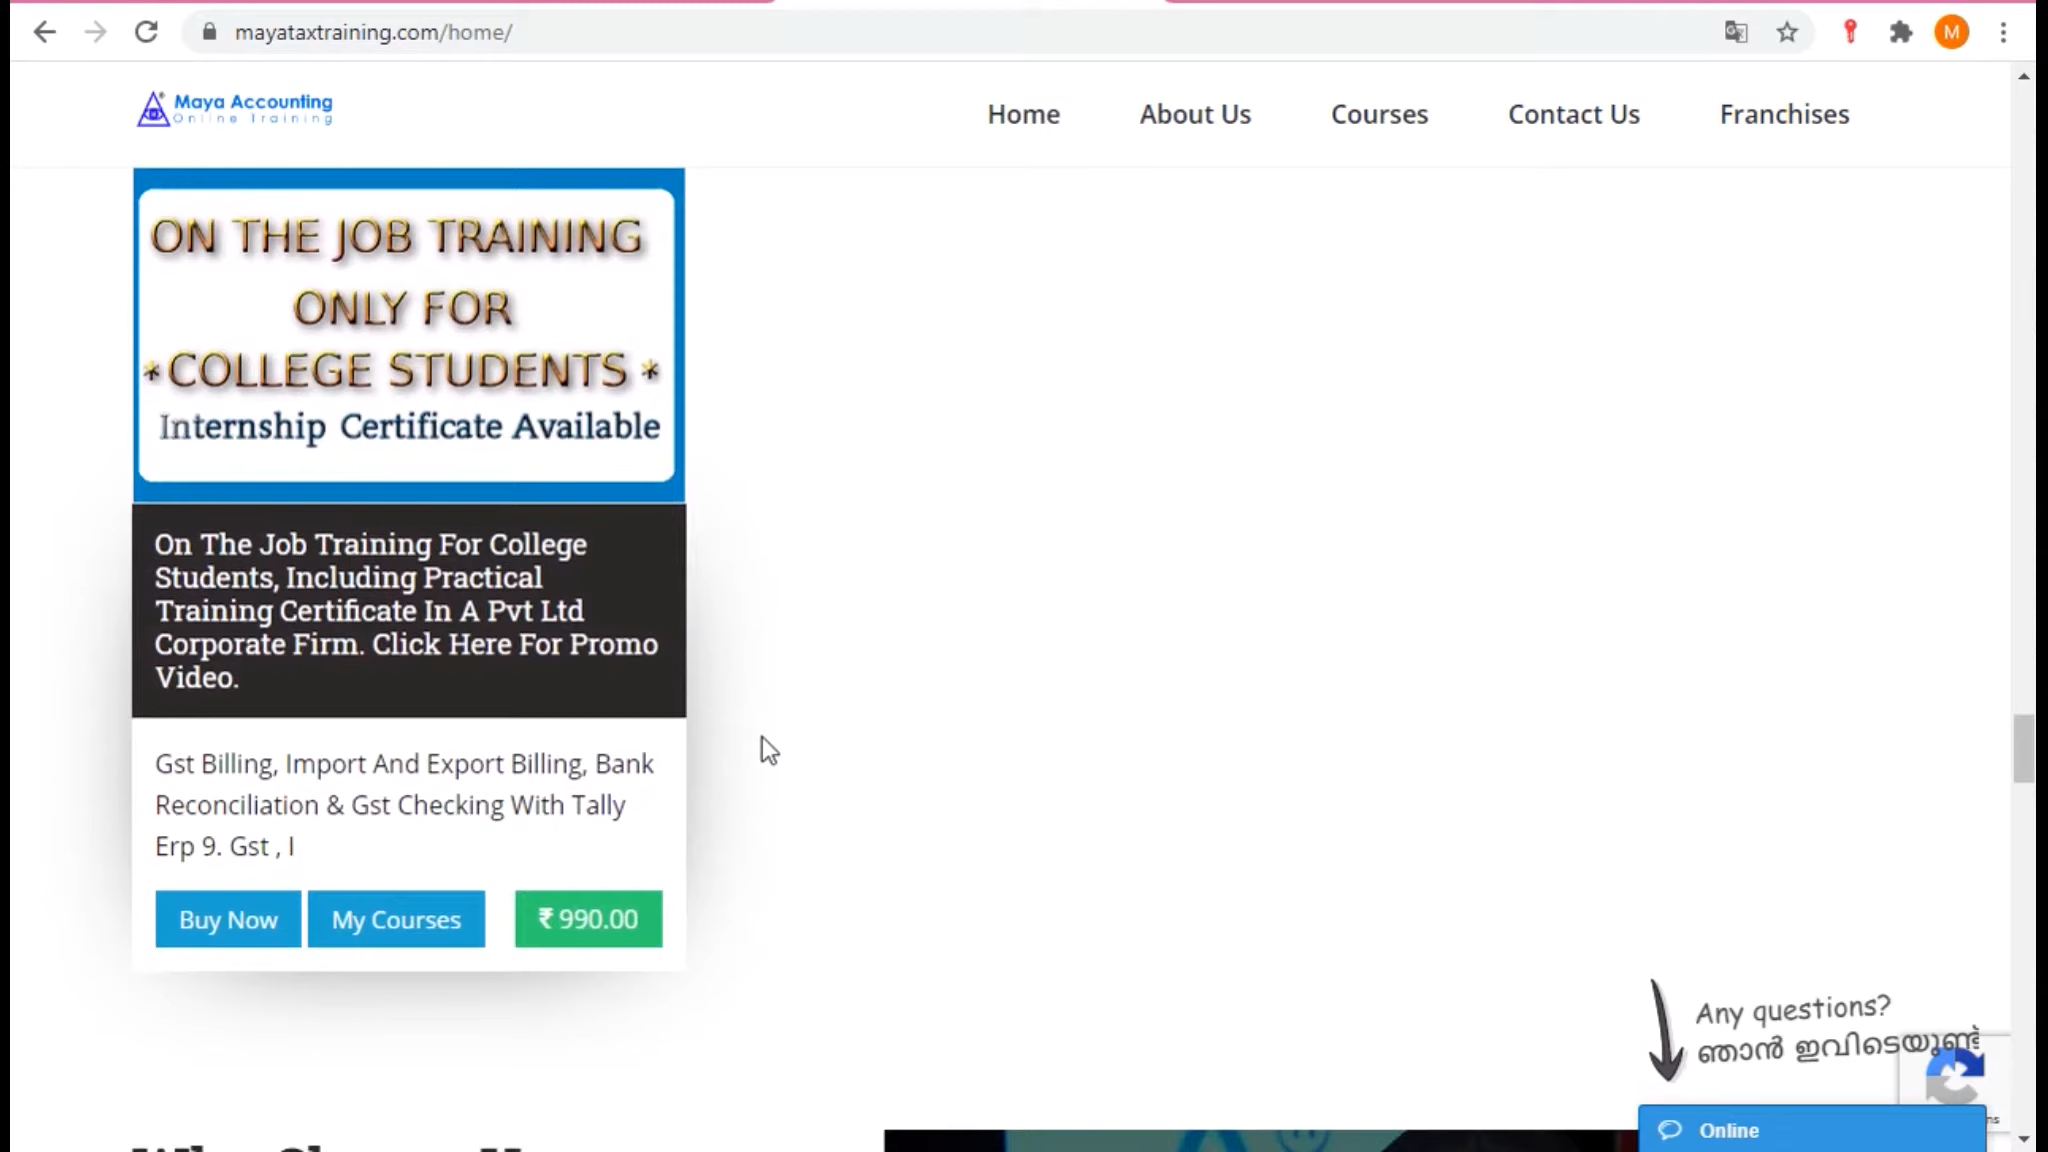 mayataxtraining.com/home/
M
Maya Accounting
Online Training
Home
About Us
Courses
Contact Us
Franchises
ON THE JOB TRAINING
ONLY FOR
*COLLEGE STUDENTS *
Internship Certificate Available
On The Job Training For College
Students, Including Practical
Training Certificate In A Pvt Ltd
Corporate Firm. Click Here For Promo
Video.
Gst Billing, Import And Export Billing, Bank
Reconciliation & Gst Checking With Tally
Erp 9. Gst , I
Buy Now
My Courses
₹ 990.00
Any questions?
ഞാൻ ഇവിടെയുണ്ട്
Online